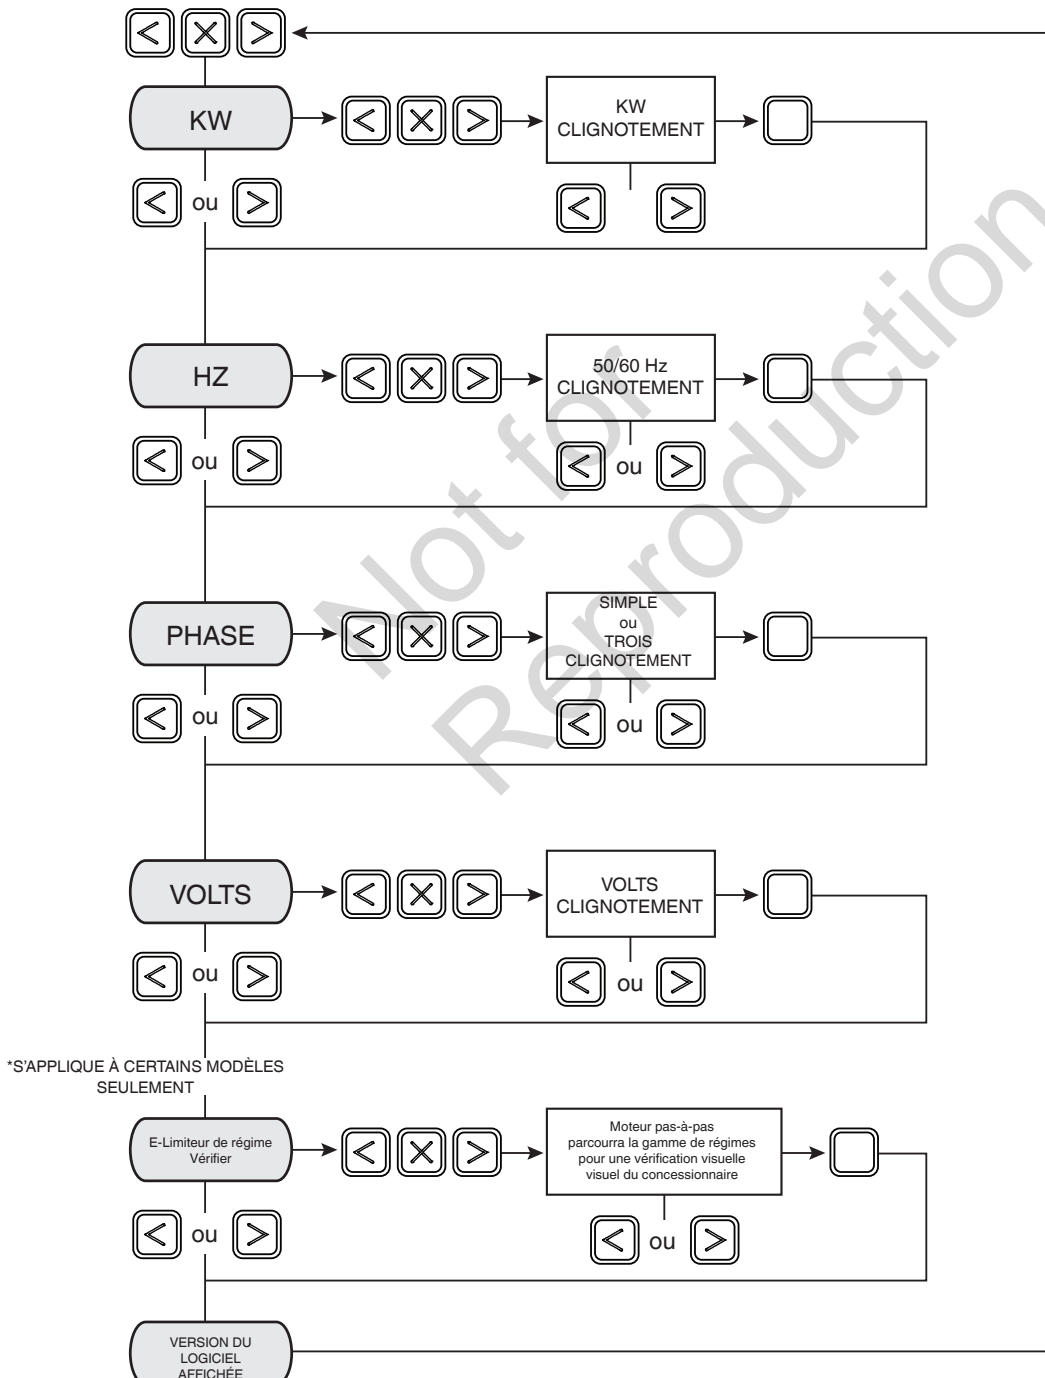 KW
KW
CLIGNOTEMENT
ou
HZ
50/60 Hz
CLIGNOTEMENT
ou
ou
PHASE
SIMPLE
ou
TROIS
CLIGNOTEMENT
ou
ou
VOLTS
VOLTS
CLIGNOTEMENT
ou
ou
*S'APPLIQUE À CERTAINS MODÈLES
SEULEMENT
E-Limiteur de régime
Vérifier
Moteur pas-à-pas
parcourra la gamme de régimes
pour une vérification visuelle
visuel du concessionnaire
ou
ou
VERSION DU
LOGICIEL
AFFICHÉE
Not for
Reproduction